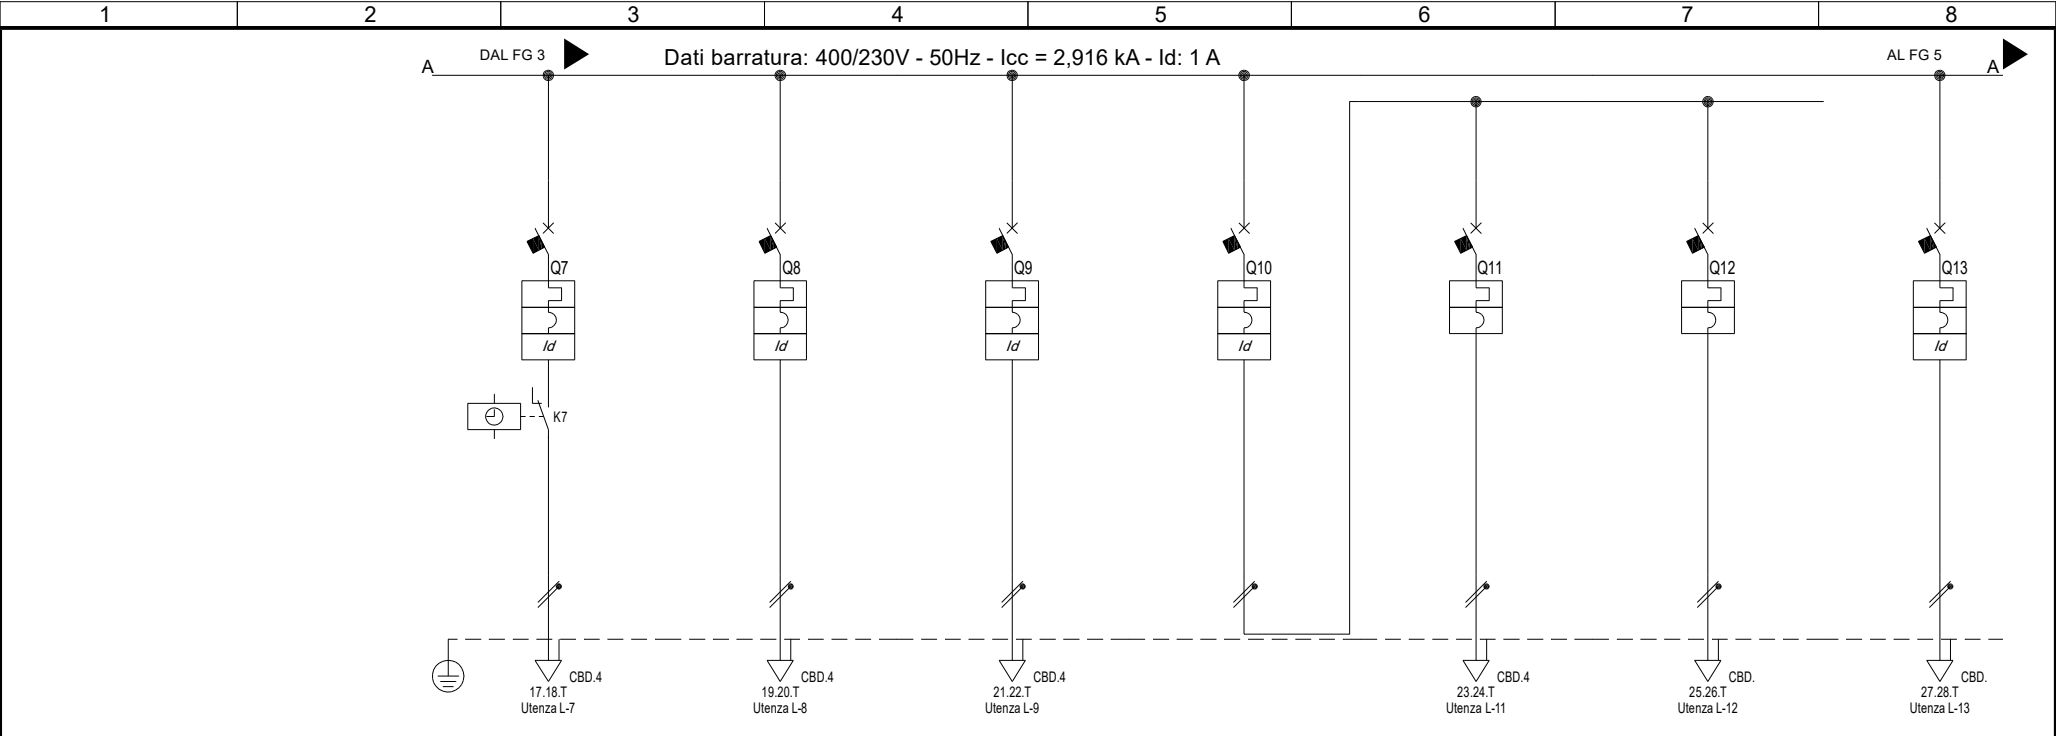 1 2 3 4 5 6 7 8
DAL FG 3 Dati barratura: 400/230V - 50Hz - Icc = 2,916 kA - Id: 1 A AL FG 5
A A
Q7 Q8 Q9 Q10 Q11 Q12 Q13
Id Id Id Id Id
K7
CBD.4 CBD.4 CBD.4 CBD.4 CBD. CBD.
17.18.T 19.20.T 21.22.T 23.24.T 25.26.T 27.28.T
Utenza L-7 Utenza L-8 Utenza L-9 Utenza L-11 Utenza L-12 Utenza L-13